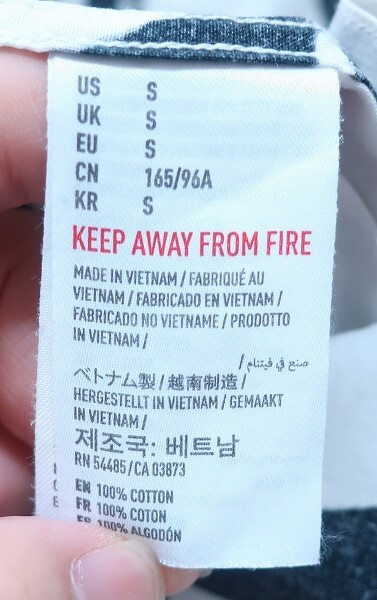 US S
UK S
EU S
CN 165/96A
KR S
KEEP AWAY FROM FIRE
MADE IN VIETNAM / FABRIQUÉ AU
VIETNAM / FABRICADO EN VIETNAM /
FABRICADO NO VIETNAME / PRODOTTO
IN VIETNAM /
صنع في فيتنام /
ベトナム製 / 越南制造 /
HERGESTELLT IN VIETNAM / GEMAAKT
IN VIETNAM /
제조국: 베트남
RN 54485 / CA 03873
EN 100% COTTON
FR 100% COTON
ES 100% ALGODÓN